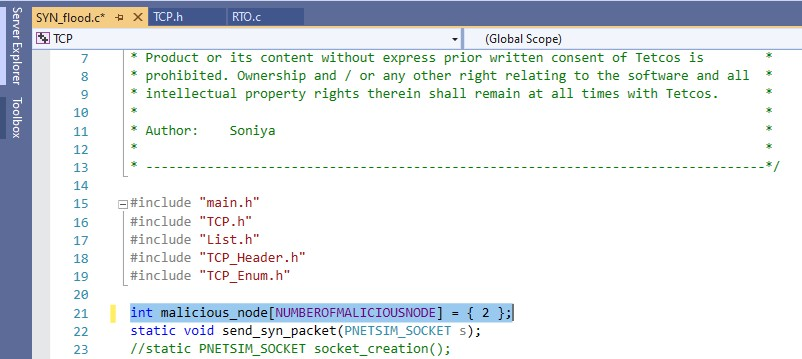 Server Explorer
Toolbox
SYN_flood.c*
TCP.h
RTO.c
TCP
(Global Scope)
7 * Product or its content without express prior written consent of Tetcos is *
8 * prohibited. Ownership and / or any other right relating to the software and all *
9 * intellectual property rights therein shall remain at all times with Tetcos. *
10 * *
11 * Author: Soniya *
12 * *
13 * ---------------------------------------------------------------------------------*/
14
15 #include "main.h"
16 #include "TCP.h"
17 #include "List.h"
18 #include "TCP_Header.h"
19 #include "TCP_Enum.h"
20
21 int malicious_node[NUMBEROFMALICIOUSNODE] = { 2 };
22 static void send_syn_packet(PNETSIM_SOCKET s);
23 //static PNETSIM_SOCKET socket_creation();